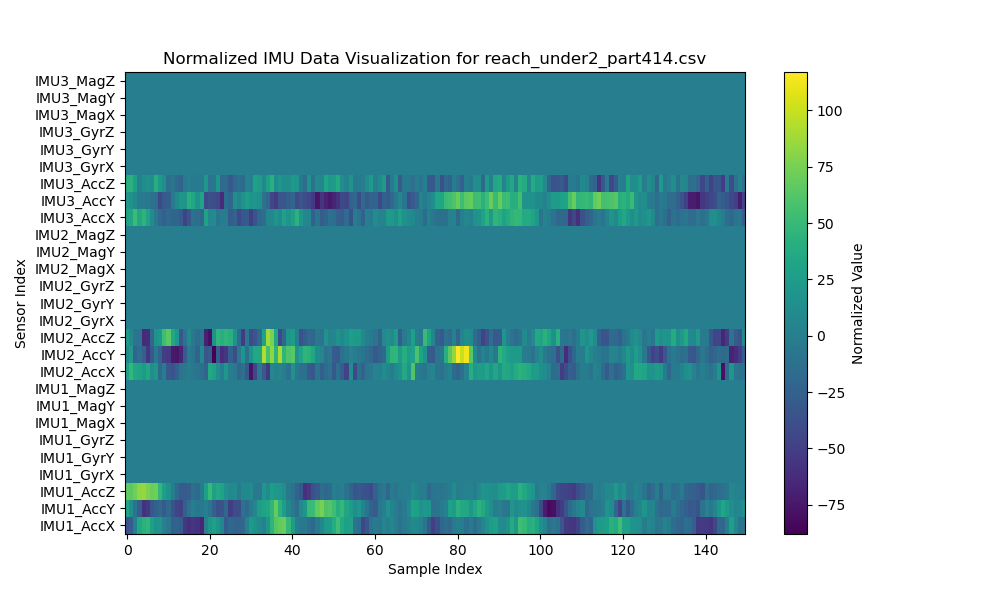 Normalized IMU Data Visualization for reach_under2_part414.csv
Sensor Index
IMU3_MagZ
IMU3_MagY
IMU3_MagX
IMU3_GyrZ
IMU3_GyrY
IMU3_GyrX
IMU3_AccZ
IMU3_AccY
IMU3_AccX
IMU2_MagZ
IMU2_MagY
IMU2_MagX
IMU2_GyrZ
IMU2_GyrY
IMU2_GyrX
IMU2_AccZ
IMU2_AccY
IMU2_AccX
IMU1_MagZ
IMU1_MagY
IMU1_MagX
IMU1_GyrZ
IMU1_GyrY
IMU1_GyrX
IMU1_AccZ
IMU1_AccY
IMU1_AccX
0 20 40 60 80 100 120 140
Sample Index
100
75
50
25
0
−25
−50
−75
Normalized Value